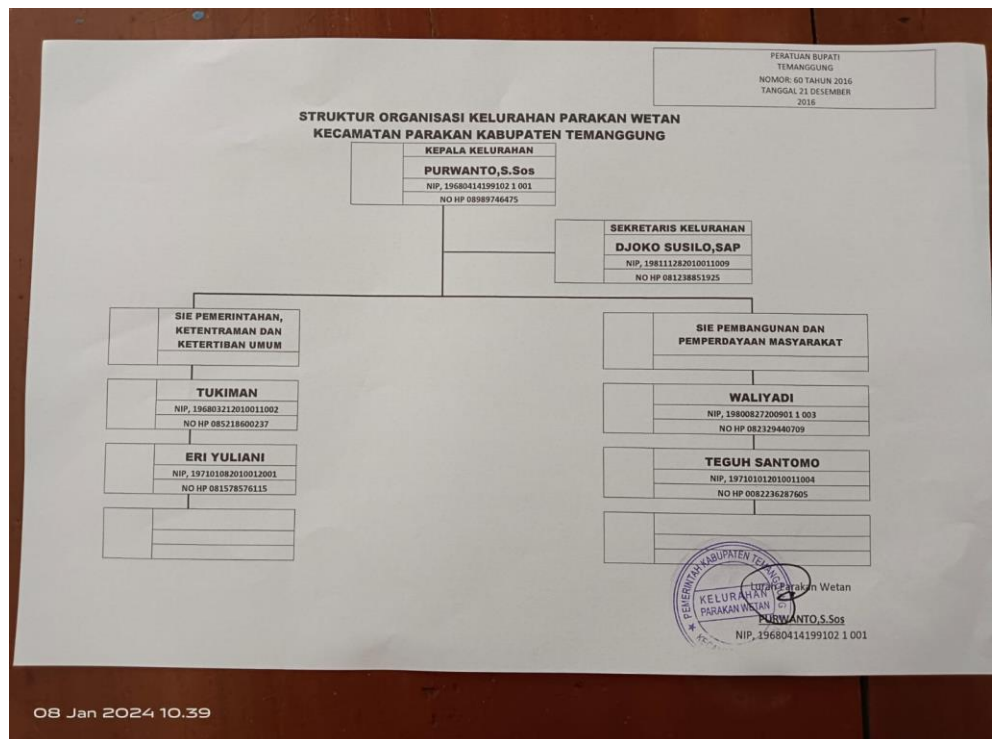 PERATUAN BUPATI
TEMANGGUNG
NOMOR: 60 TAHUN 2016
TANGGAL 21 DESEMBER
2016
STRUKTUR ORGANISASI KELURAHAN PARAKAN WETAN
KECAMATAN PARAKAN KABUPATEN TEMANGGUNG
KEPALA KELURAHAN
PURWANTO,S.Sos
NIP, 19680414199102 1 001
NO HP 08989746475
SEKRETARIS KELURAHAN
DJOKO SUSILO,SAP
NIP, 198111282010011009
NO HP 081238851925
SIE PEMERINTAHAN,
KETENTRAMAN DAN
KETERTIBAN UMUM
TUKIMAN
NIP, 196803212010011002
NO HP 085218600237
ERI YULIANI
NIP, 197101082010012001
NO HP 081578576115
SIE PEMBANGUNAN DAN
PEMPERDAYAAN MASYARAKAT
WALIYADI
NIP, 19800827200901 1 003
NO HP 082329440709
TEGUH SANTOMO
NIP, 197101012010011004
NO HP 0082236287605
PEMERINTAH KABUPATEN
KELURAHAN
PARAKAN WETAN
Lurah Parakan Wetan
PURWANTO,S.Sos
NIP, 19680414199102 1 001
08 Jan 2024 10.39